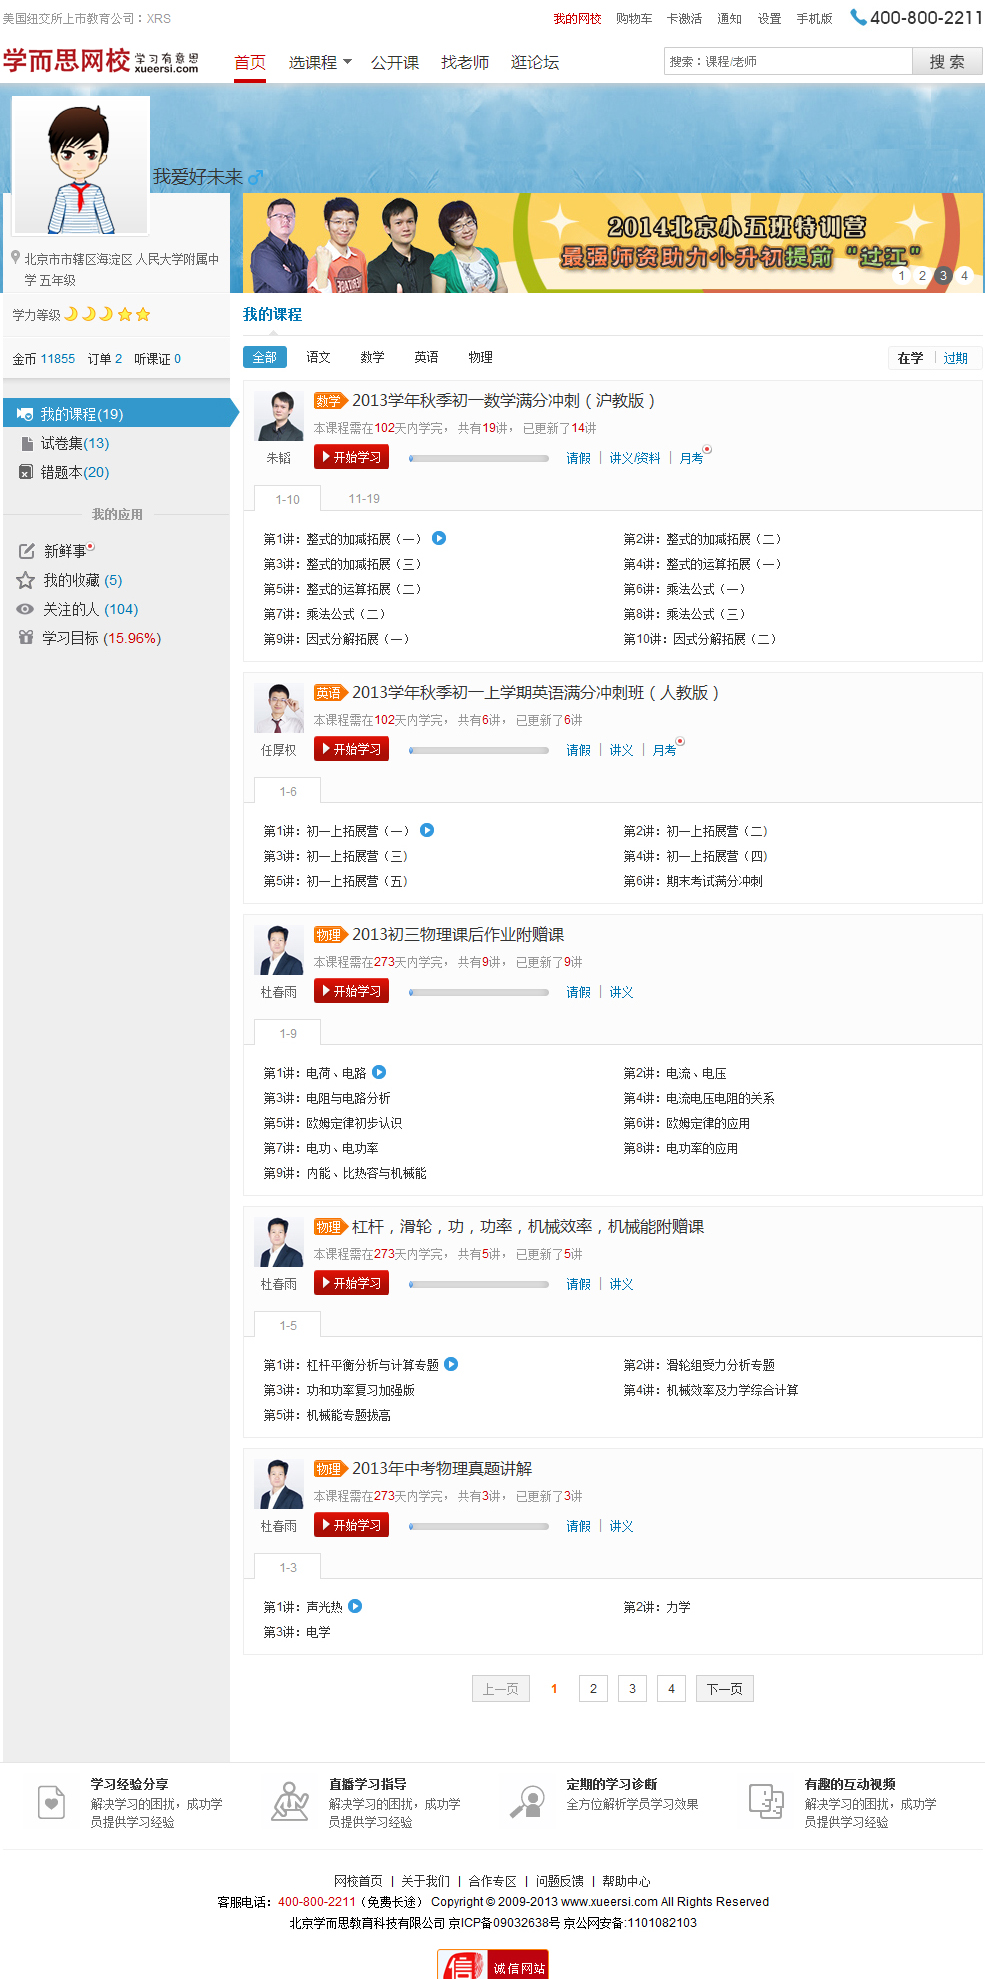 美国纽交所上市教育公司：XRS
我的网校 购物车 卡激活 通知 设置 手机版 400-800-2211
学而思网校 学习有意思 xueersi.com
首页 选课程 公开课 找老师 逛论坛 搜索：课程/老师 搜 索
我爱好未来
2014北京小五班特训营
最强师资助力小升初提前“过江”
1 2 3 4
北京市市辖区海淀区 人民大学附属中
学 五年级
学力等级
金币 11855 订单 2 听课证 0
我的课程(19)
试卷集(13)
错题本(20)
我的应用
新鲜事
我的收藏 (5)
关注的人 (104)
学习目标 (15.96%)
我的课程
全部 语文 数学 英语 物理 在学 过期
数学 2013学年秋季初一数学满分冲刺（沪教版）
本课程需在102天内学完， 共有19讲， 已更新了14讲
朱韬 开始学习 请假 讲义/资料 月考
1-10 11-19
第1讲：整式的加减拓展（一） 第2讲：整式的加减拓展（二）
第3讲：整式的加减拓展（三） 第4讲：整式的运算拓展（一）
第5讲：整式的运算拓展（二） 第6讲：乘法公式（一）
第7讲：乘法公式（二） 第8讲：乘法公式（三）
第9讲：因式分解拓展（一） 第10讲：因式分解拓展（二）
英语 2013学年秋季初一上学期英语满分冲刺班（人教版）
本课程需在102天内学完， 共有6讲， 已更新了6讲
任厚权 开始学习 请假 讲义 月考
1-6
第1讲：初一上拓展营（一） 第2讲：初一上拓展营（二）
第3讲：初一上拓展营（三） 第4讲：初一上拓展营（四）
第5讲：初一上拓展营（五） 第6讲：期末考试满分冲刺
物理 2013初三物理课后作业附赠课
本课程需在273天内学完， 共有9讲， 已更新了9讲
杜春雨 开始学习 请假 讲义
1-9
第1讲：电荷、电路 第2讲：电流、电压
第3讲：电阻与电路分析 第4讲：电流电压电阻的关系
第5讲：欧姆定律初步认识 第6讲：欧姆定律的应用
第7讲：电功、电功率 第8讲：电功率的应用
第9讲：内能、比热容与机械能
物理 杠杆，滑轮，功，功率，机械效率，机械能附赠课
本课程需在273天内学完， 共有5讲， 已更新了5讲
杜春雨 开始学习 请假 讲义
1-5
第1讲：杠杆平衡分析与计算专题 第2讲：滑轮组受力分析专题
第3讲：功和功率复习加强版 第4讲：机械效率及力学综合计算
第5讲：机械能专题拔高
物理 2013年中考物理真题讲解
本课程需在273天内学完， 共有3讲， 已更新了3讲
杜春雨 开始学习 请假 讲义
1-3
第1讲：声光热 第2讲：力学
第3讲：电学
上一页 1 2 3 4 下一页
学习经验分享 直播学习指导 定期的学习诊断 有趣的互动视频
解决学习的困扰，成功学 解决学习的困扰，成功学 全方位解析学员学习效果 解决学习的困扰，成功学
员提供学习经验 员提供学习经验 员提供学习经验
网校首页 | 关于我们 | 合作专区 | 问题反馈 | 帮助中心
客服电话：400-800-2211（免费长途） Copyright © 2009-2013 www.xueersi.com All Rights Reserved
北京学而思教育科技有限公司 京ICP备09032638号 京公网安备:1101082103
诚信网站